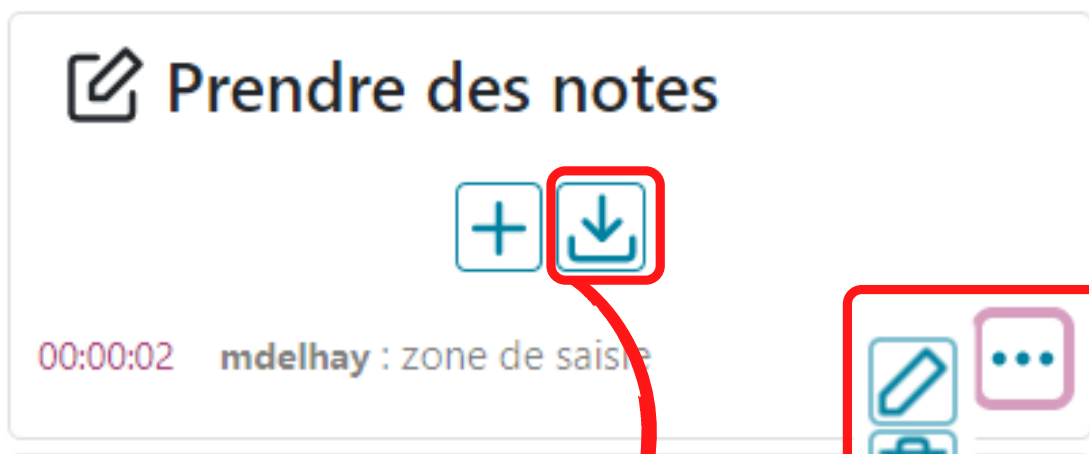 Prendre des notes
00:00:02 mdelhay : zone de saisie